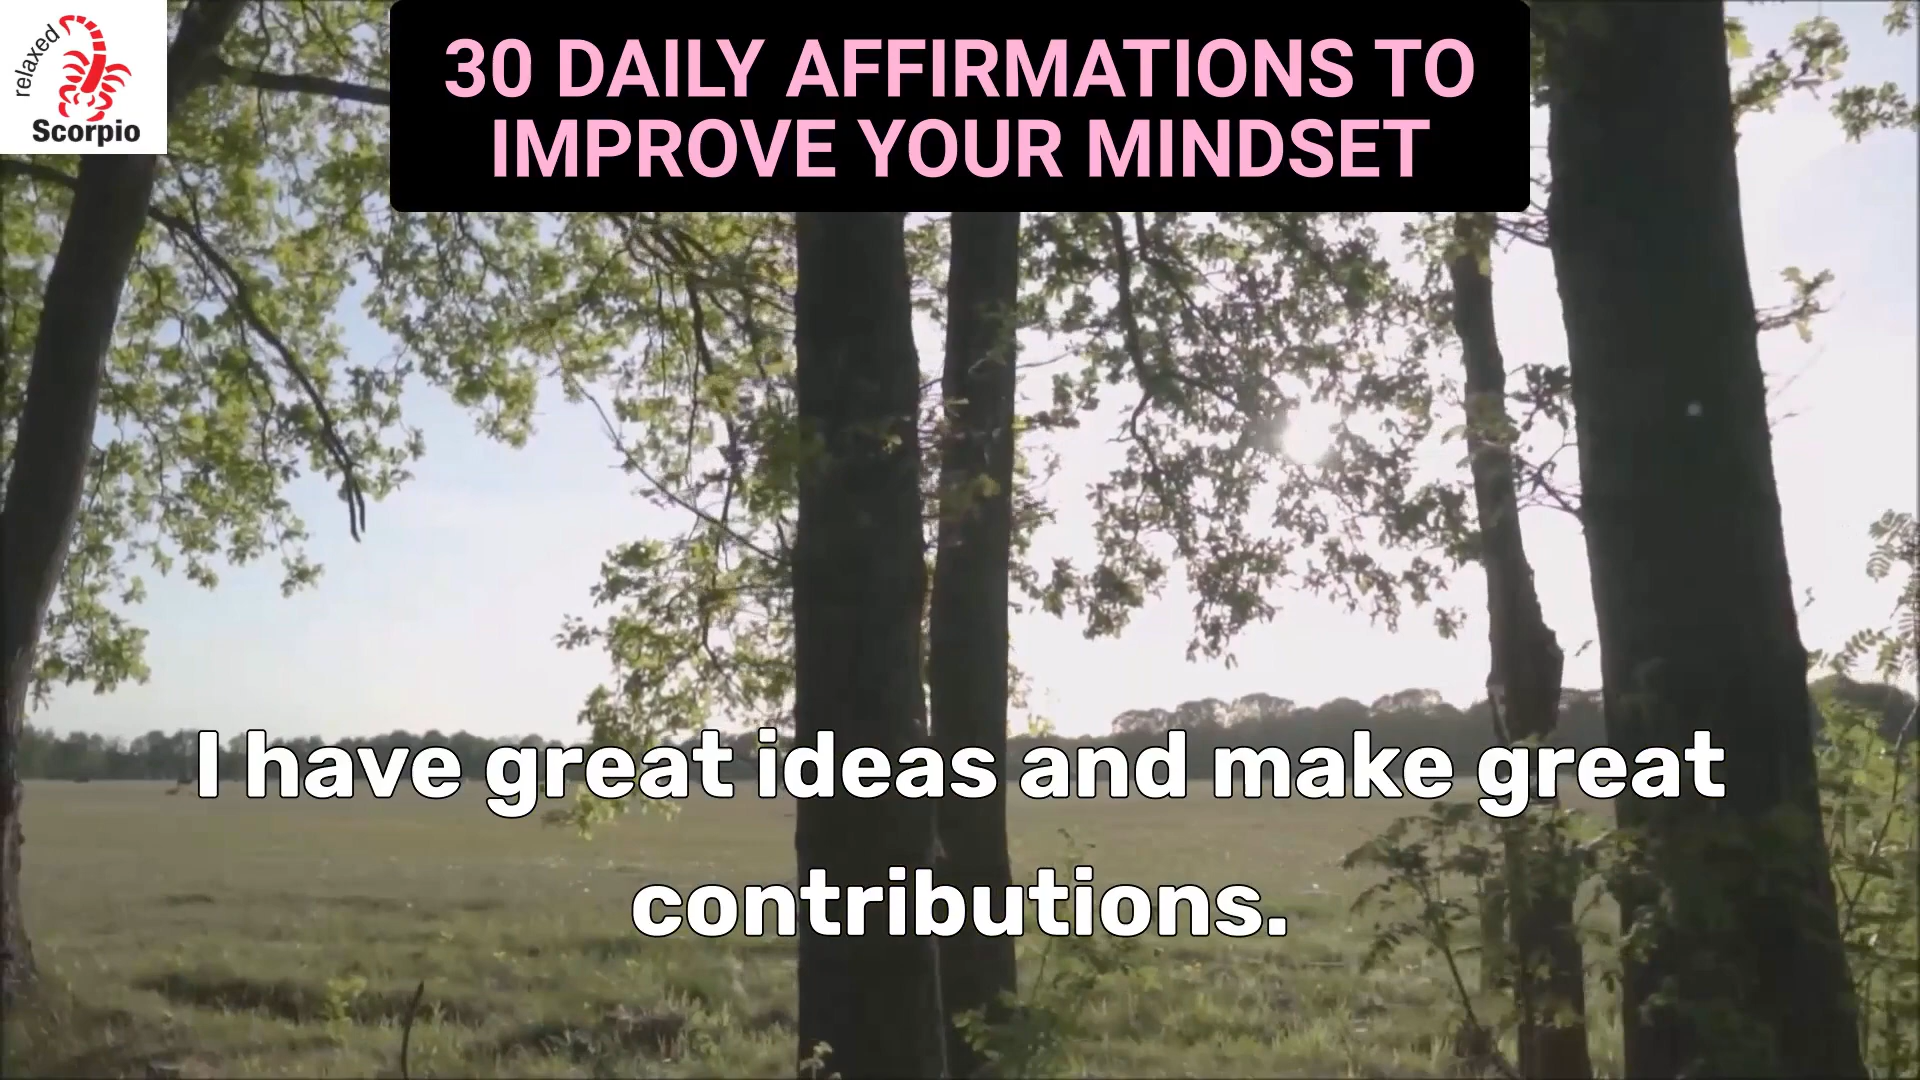 relaxed
Scorpio
30 DAILY AFFIRMATIONS TO
IMPROVE YOUR MINDSET
I have great ideas and make great
contributions.